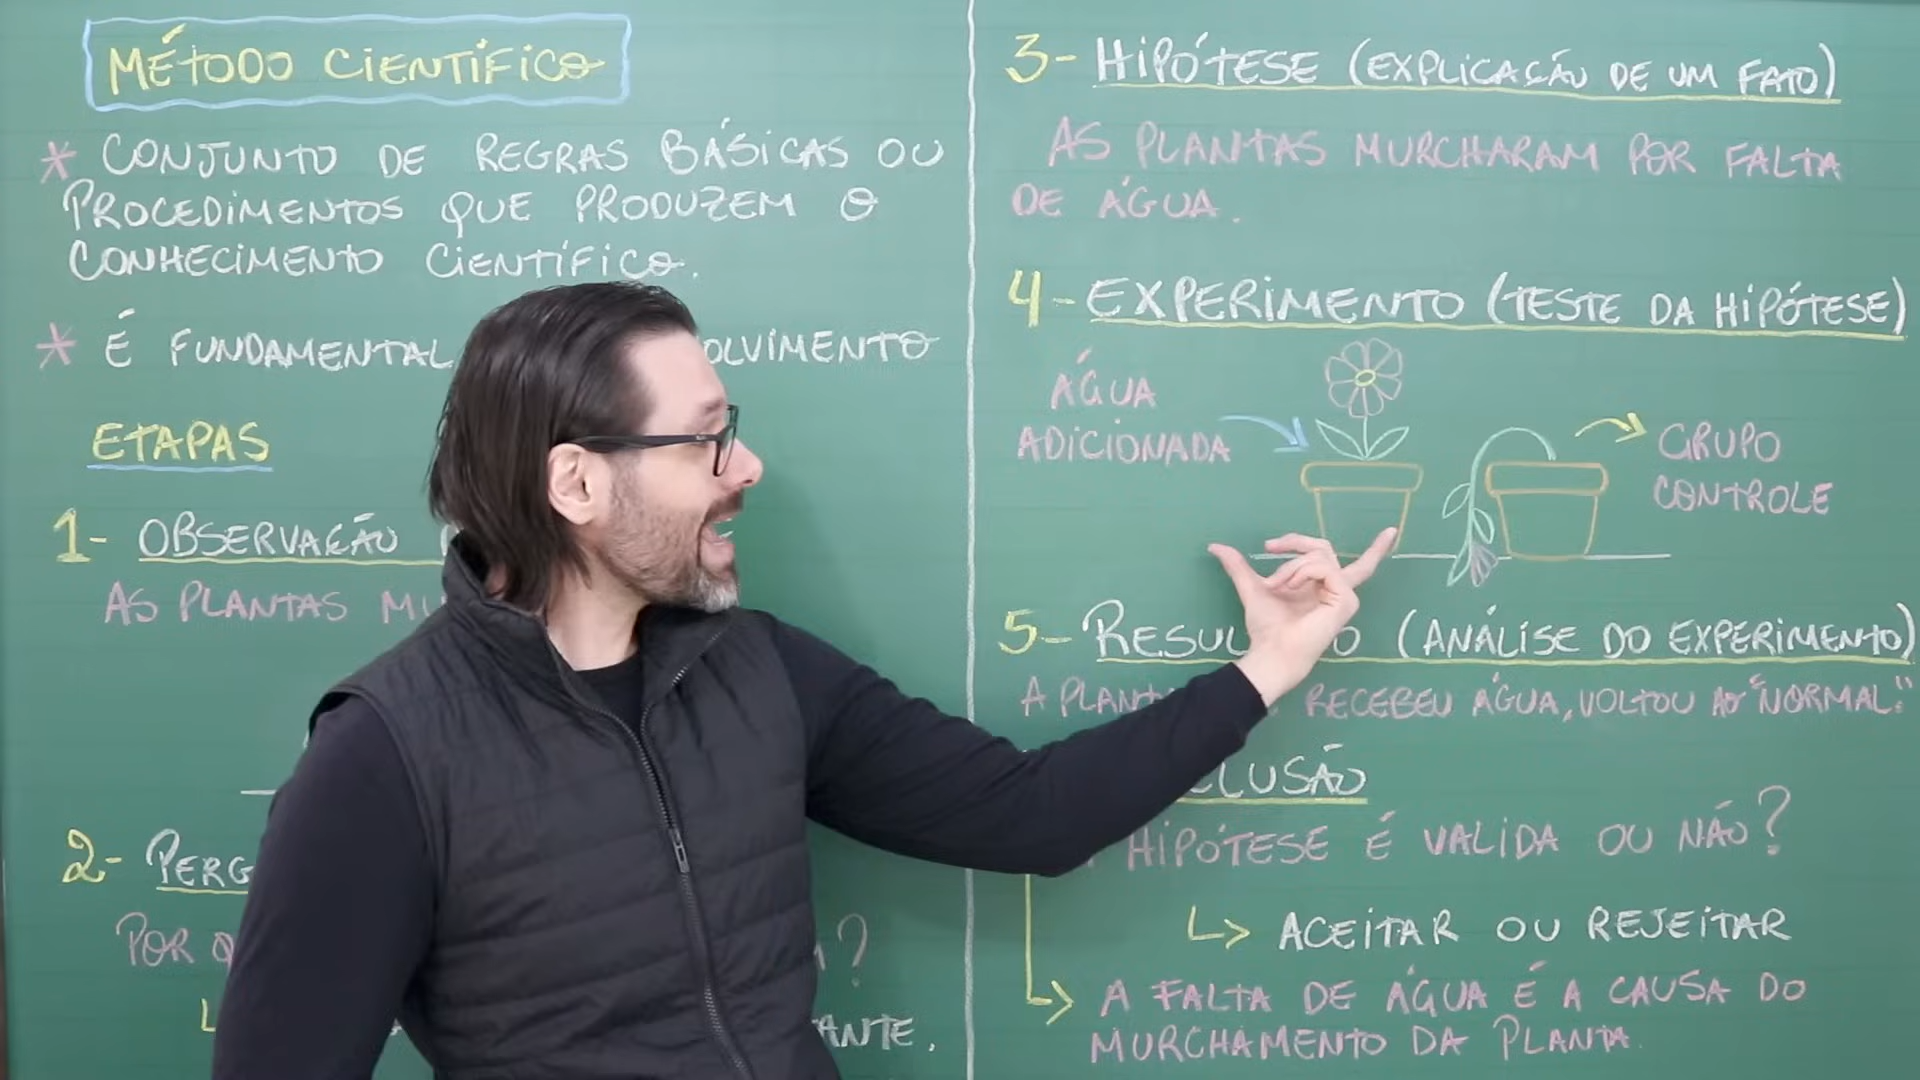 MÉTODO CIENTÍFICO
* CONJUNTO DE REGRAS BÁSICAS OU
PROCEDIMENTOS QUE PRODUZEM O
CONHECIMENTO CIENTÍFICO.
* É FUNDAMENTAL OLVIMENTO
ETAPAS
1- OBSERVAÇÃO
AS PLANTAS MU
2- PERG
POR Q ?
ANTE.
3- HIPÓTESE (EXPLICAÇÃO DE UM FATO)
AS PLANTAS MURCHARAM POR FALTA
DE ÁGUA.
4- EXPERIMENTO (TESTE DA HIPÓTESE)
ÁGUA
ADICIONADA
GRUPO
CONTROLE
5- RESUL O (ANÁLISE DO EXPERIMENTO)
A PLANT RECEBEU ÁGUA, VOLTOU AO "NORMAL."
CLUSÃO
HIPÓTESE É VALIDA OU NÃO?
↳ ACEITAR OU REJEITAR
↳ A FALTA DE ÁGUA É A CAUSA DO
MURCHAMENTO DA PLANTA.